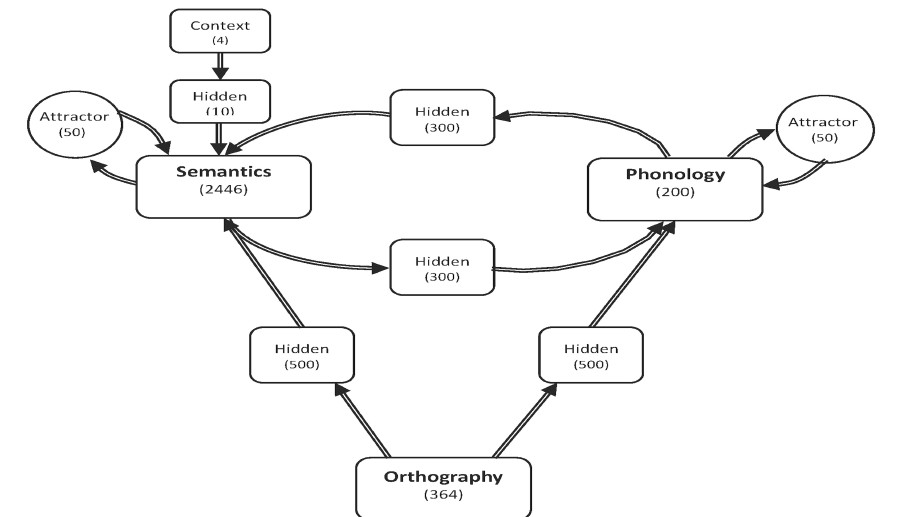 Context
(4)
Hidden
(10)
Attractor
(50)
Hidden
(300)
Attractor
(50)
Semantics
(2446)
Phonology
(200)
Hidden
(300)
Hidden
(500)
Hidden
(500)
Orthography
(364)